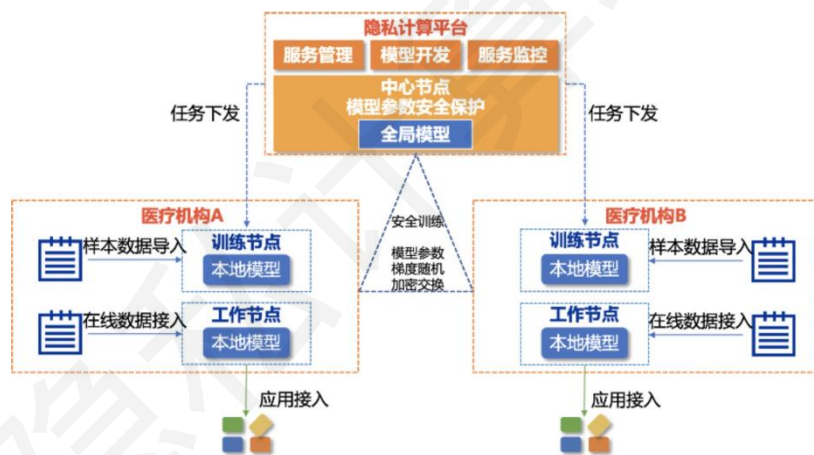 隐私计算平台
服务管理 模型开发 服务监控
中心节点
模型参数安全保护
全局模型
任务下发
任务下发
医疗机构A
样本数据导入
训练节点
本地模型
在线数据接入
工作节点
本地模型
应用接入
安全训练
模型参数
梯度随机
加密交换
医疗机构B
训练节点
本地模型
样本数据导入
工作节点
本地模型
在线数据接入
应用接入